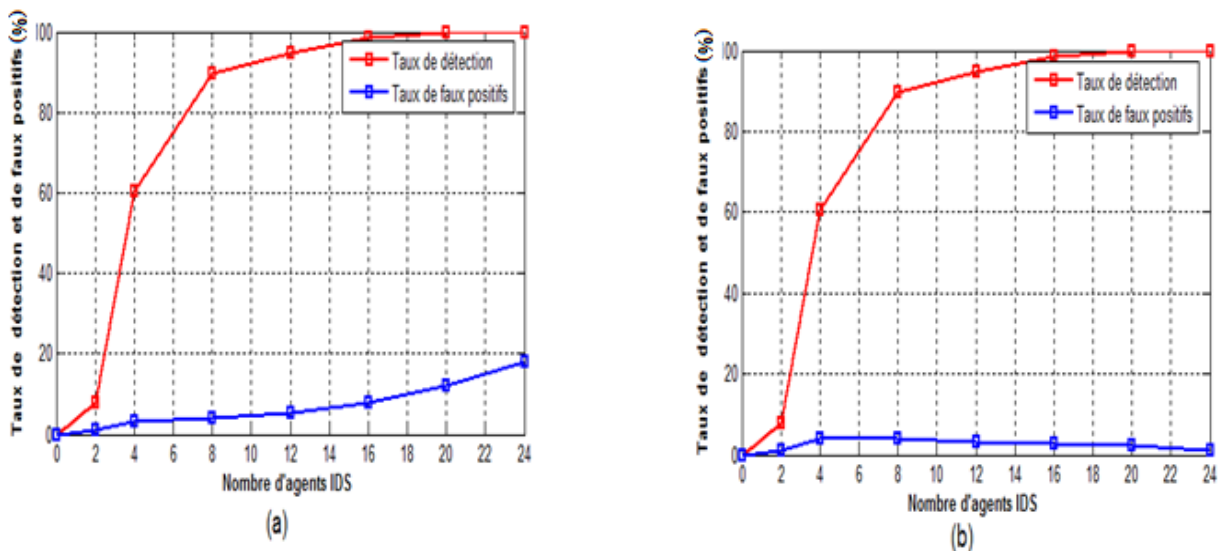 Taux de détection et de faux positifs (%)
100
80
60
40
20
0
Taux de détection
Taux de faux positifs
0 2 4 6 8 10 12 14 16 18 20 22 24
Nombre d'agents IDS
(a)
Taux de détection et de faux positifs (%)
100
80
60
40
20
0
Taux de détection
Taux de faux positifs
0 2 4 6 8 10 12 14 16 18 20 22 24
Nombre d'agents IDS
(b)